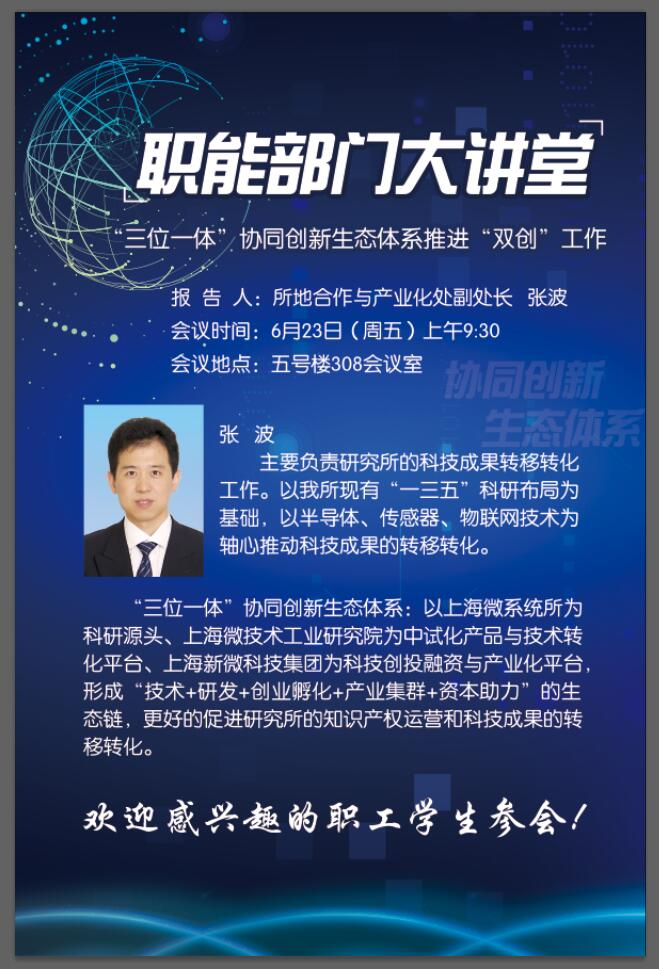 职能部门大讲堂
“三位一体”协同创新生态体系推进“双创”工作
报 告 人：所地合作与产业化处副处长 张波
会议时间：6月23日（周五）上午9:30
会议地点：五号楼308会议室
协同创新
生态体系
张 波
主要负责研究所的科技成果转移转化
工作。以我所现有“一三五”科研布局为
基础，以半导体、传感器、物联网技术为
轴心推动科技成果的转移转化。
“三位一体”协同创新生态体系：以上海微系统所为
科研源头、上海微技术工业研究院为中试化产品与技术转
化平台、上海新微科技集团为科技创投融资与产业化平台，
形成“技术+研发+创业孵化+产业集群+资本助力”的生
态链，更好的促进研究所的知识产权运营和科技成果的转
移转化。
欢迎感兴趣的职工学生参会！